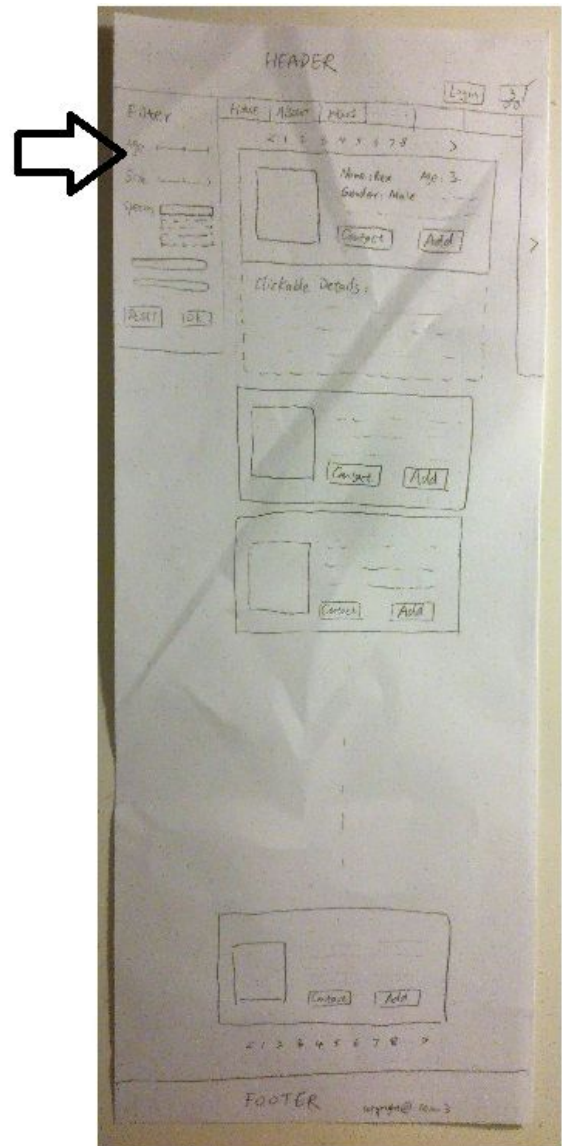 HEADER
Login 3
Filter
Home About
< 1 2 3 4 5 6 7 8 >
Age
Size
Name: Rex Age: 3
Gender: Male
Species
Contact Add
>
Clickable Details:
RESET OK
Contact Add
Contact Add
Contact Add
< 1 2 3 4 5 6 7 8 >
FOOTER